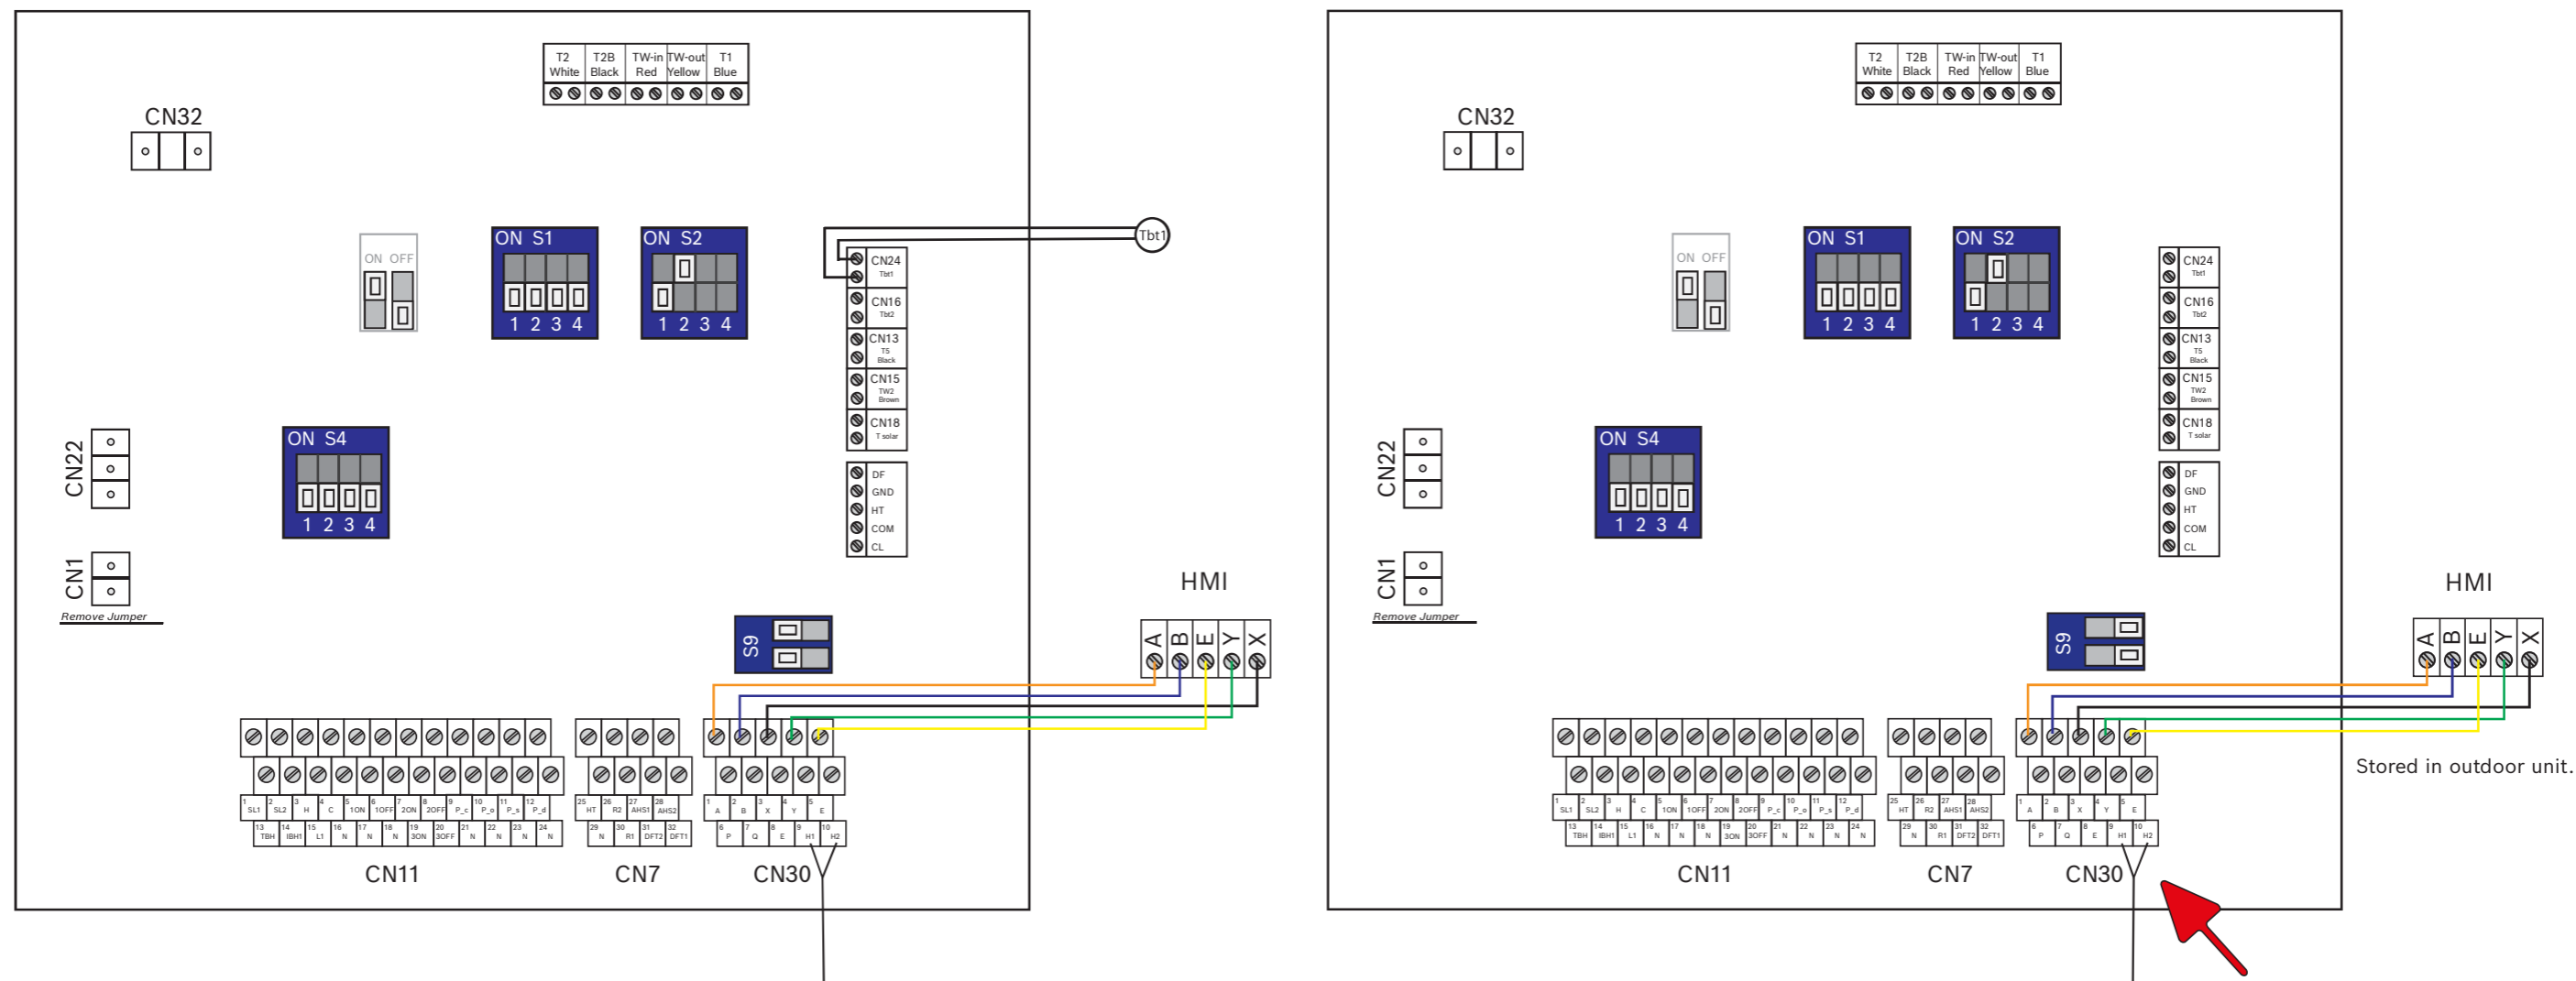 T2 T2B TW-in TW-out T1
White Black Red Yellow Blue
CN32
ON OFF
ON S1
1 2 3 4
ON S2
1 2 3 4
Tbt1
CN24
Tbt1
CN16
Tbt2
CN13
T5
Black
CN15
TW2
Brown
CN18
T solar
CN22
ON S4
1 2 3 4
DF
GND
HT
COM
CL
CN1
Remove Jumper
HMI
S9
A B E Y X
1 2 3 4 5 6 7 8 9 10 11 12
SL1 SL2 H C 1ON 1OFF 2ON 2OFF P_c P_o P_s P_d
13 14 15 16 17 18 19 20 21 22 23 24
TBH IBH1 L1 N N N 3ON 3OFF N N N N
CN11
25 26 27 28
HT R2 AHS1 AHS2
29 30 31 32
N R1 DFT2 DFT1
CN7
1 2 3 4 5
A B X Y E
6 7 8 9 10
P Q E H1 H2
CN30
T2 T2B TW-in TW-out T1
White Black Red Yellow Blue
CN32
ON OFF
ON S1
1 2 3 4
ON S2
1 2 3 4
CN24
Tbt1
CN16
Tbt2
CN13
T5
Black
CN15
TW2
Brown
CN18
T solar
CN22
ON S4
1 2 3 4
DF
GND
HT
COM
CL
CN1
Remove Jumper
HMI
S9
A B E Y X
Stored in outdoor unit.
1 2 3 4 5 6 7 8 9 10 11 12
SL1 SL2 H C 1ON 1OFF 2ON 2OFF P_c P_o P_s P_d
13 14 15 16 17 18 19 20 21 22 23 24
TBH IBH1 L1 N N N 3ON 3OFF N N N N
CN11
25 26 27 28
HT R2 AHS1 AHS2
29 30 31 32
N R1 DFT2 DFT1
CN7
1 2 3 4 5
A B X Y E
6 7 8 9 10
P Q E H1 H2
CN30